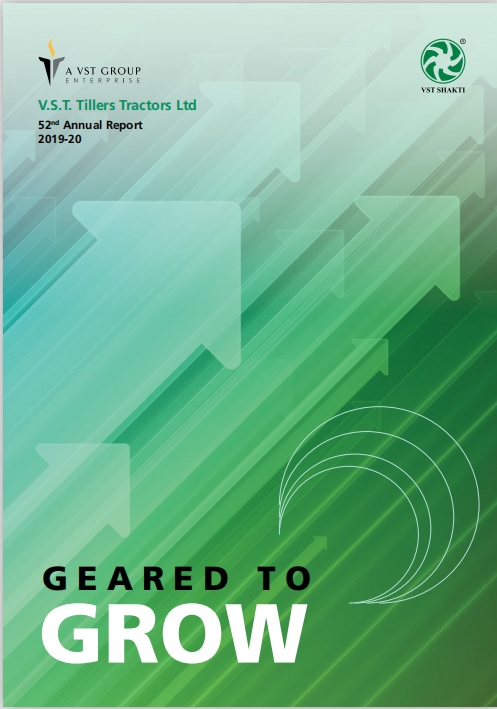 A VST GROUP
ENTERPRISE
®
VST SHAKTI
V.S.T. Tillers Tractors Ltd
52nd Annual Report
2019-20
GEARED TO
GROW